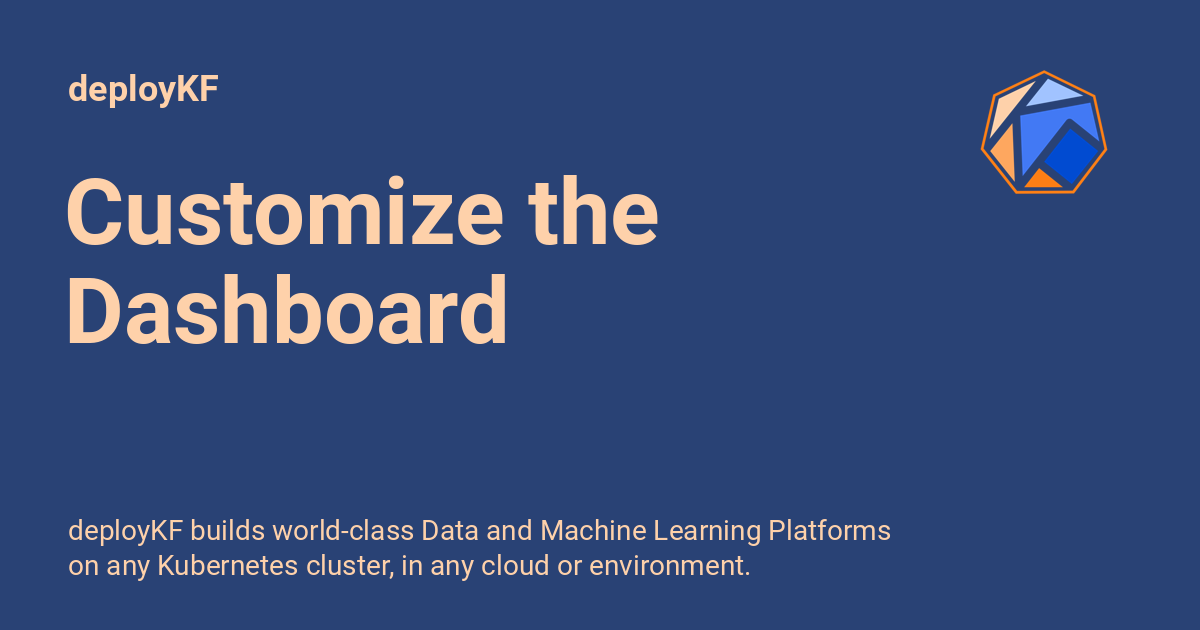 deployKF
Customize the
Dashboard
deployKF builds world-class Data and Machine Learning Platforms
on any Kubernetes cluster, in any cloud or environment.